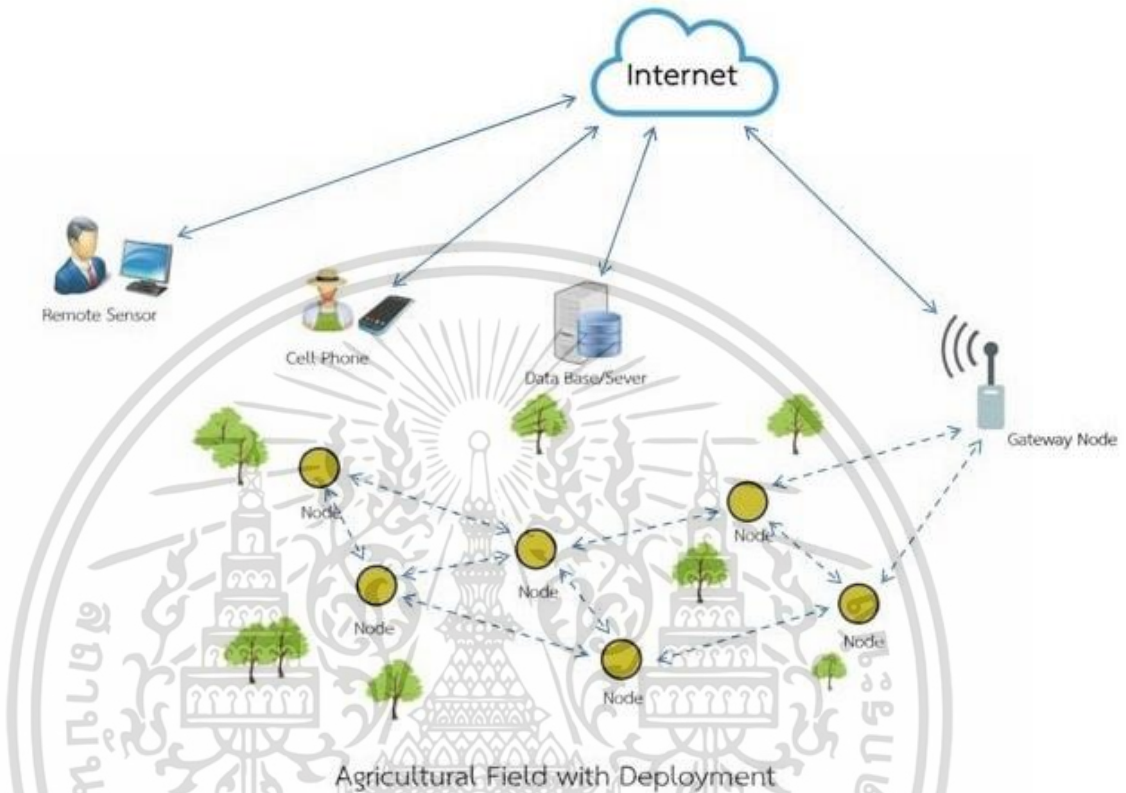 Internet
Remote Sensor
Cell Phone
Data Base/Sever
Gateway Node
Node
Node
Node
Node
Node
Node
Agricultural Field with Deployment